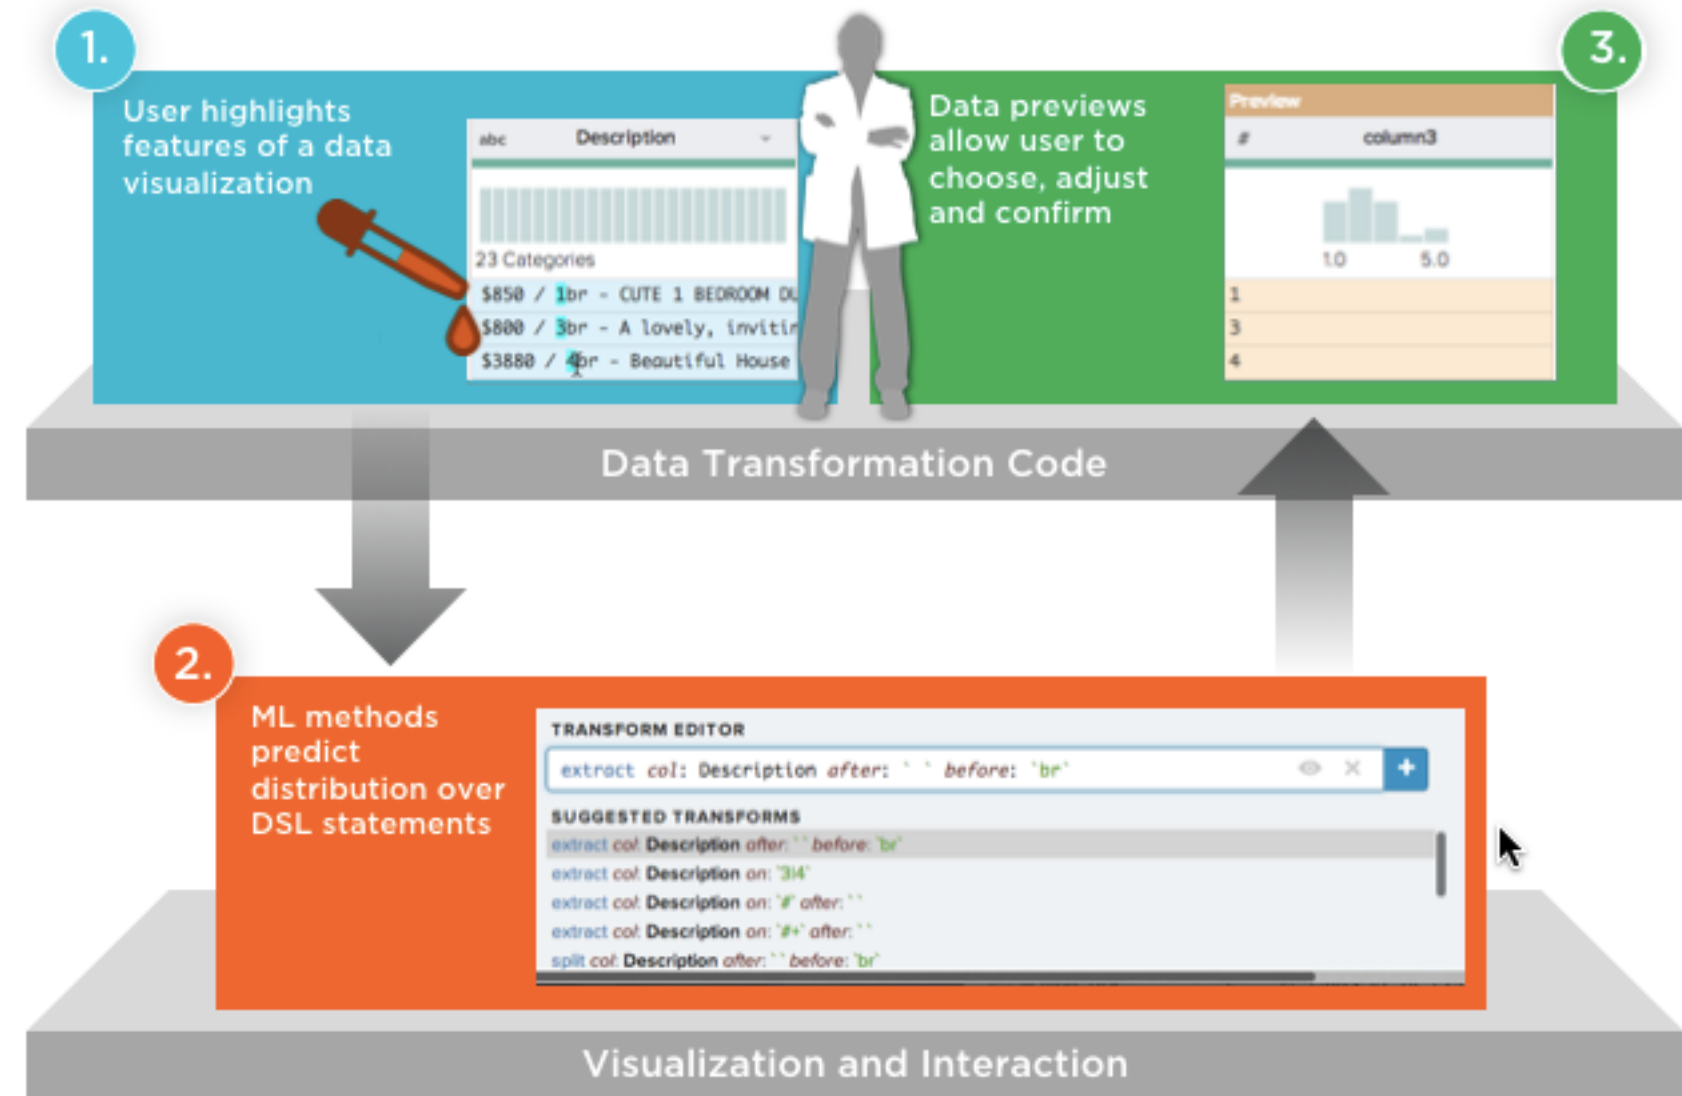 1.
User highlights
features of a data
visualization
abc Description
23 Categories
$850 / 1br - CUTE 1 BEDROOM DU
$800 / 3br - A lovely, invitin
$3880 / 4br - Beautiful House
3.
Data previews
allow user to
choose, adjust
and confirm
Preview
# column3
1.0 5.0
1
3
4
Data Transformation Code
2.
ML methods
predict
distribution over
DSL statements
TRANSFORM EDITOR
extract col: Description after: ` ` before: `br`
SUGGESTED TRANSFORMS
extract col: Description after: ` ` before: `br`
extract col: Description on: `3|4`
extract col: Description on: `#` after: ` `
extract col: Description on: `#+` after: ` `
split col: Description after: ` ` before: `br`
Visualization and Interaction